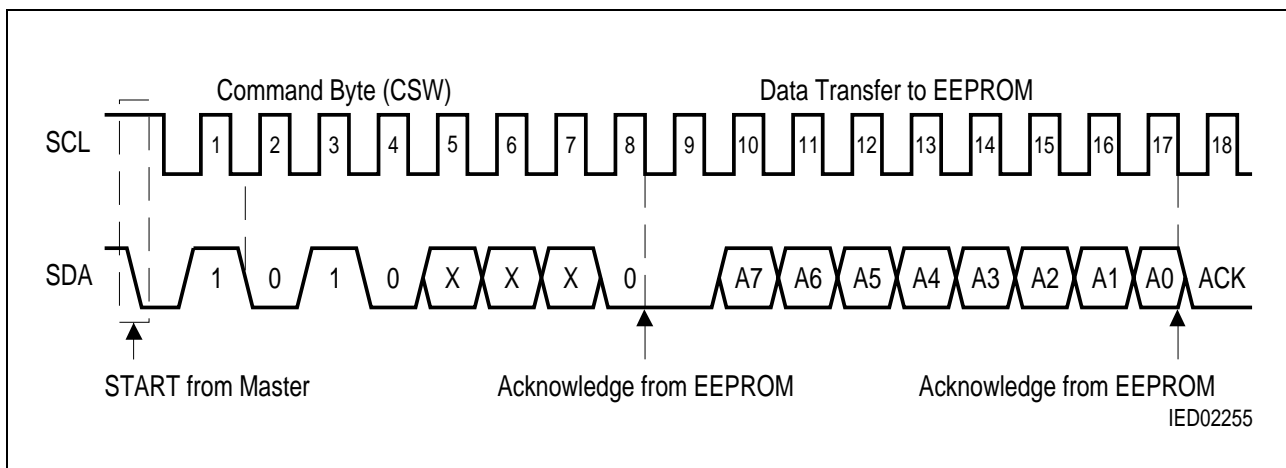 Command Byte (CSW) Data Transfer to EEPROM
SCL 1 2 3 4 5 6 7 8 9 10 11 12 13 14 15 16 17 18
SDA 1 0 1 0 X X X 0 A7 A6 A5 A4 A3 A2 A1 A0 ACK
START from Master Acknowledge from EEPROM Acknowledge from EEPROM
IED02255